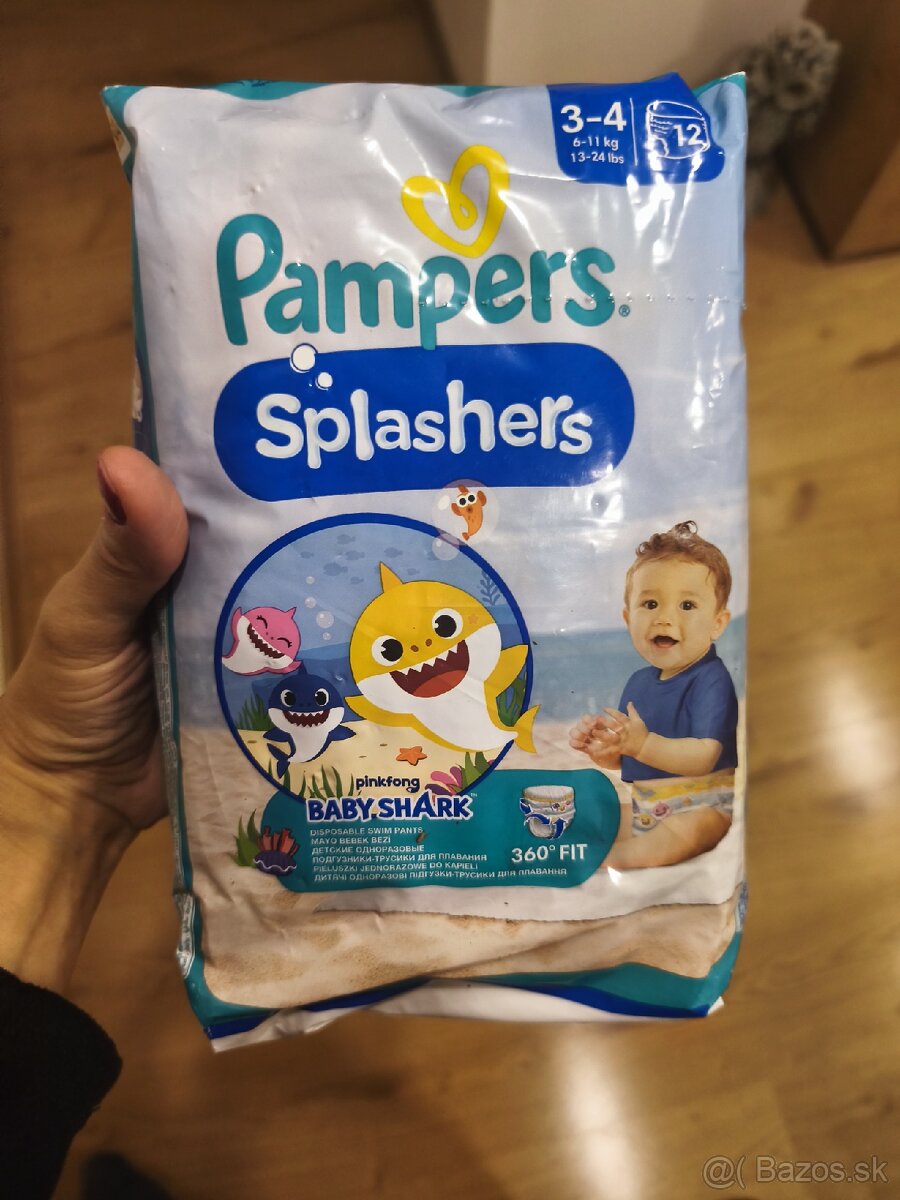 3-4
6-11 kg
13-24 lbs
12
Pampers®
Splashers
pinkfong
BABY SHARK™
DISPOSABLE SWIM PANTS
MAYO BEBEK BEZİ
ДЕТСКИЕ ОДНОРАЗОВЫЕ
ПОДГУЗНИКИ-ТРУСИКИ ДЛЯ ПЛАВАНИЯ
PIELUSZKI JEDNORAZOWE DO KĄPIELI
ДИТЯЧІ ОДНОРАЗОВІ ПІДГУЗКИ-ТРУСИКИ ДЛЯ ПЛАВАННЯ
360° FIT
@( Bazos.sk